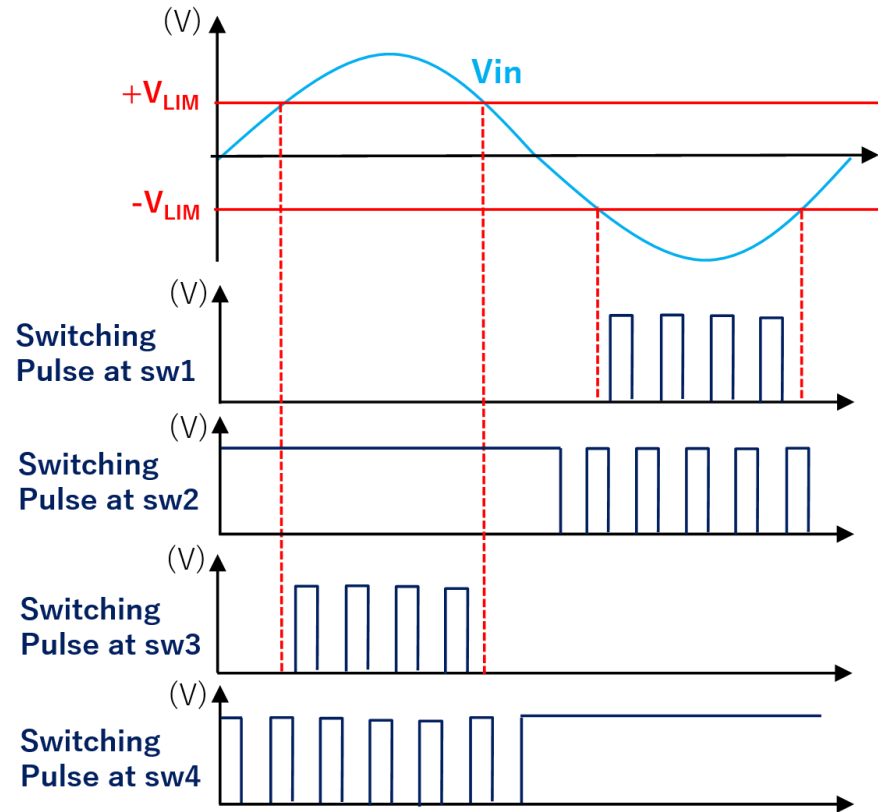 (V)
Vin
+VLIM
-VLIM
(V)
Switching
Pulse at sw1
(V)
Switching
Pulse at sw2
(V)
Switching
Pulse at sw3
(V)
Switching
Pulse at sw4